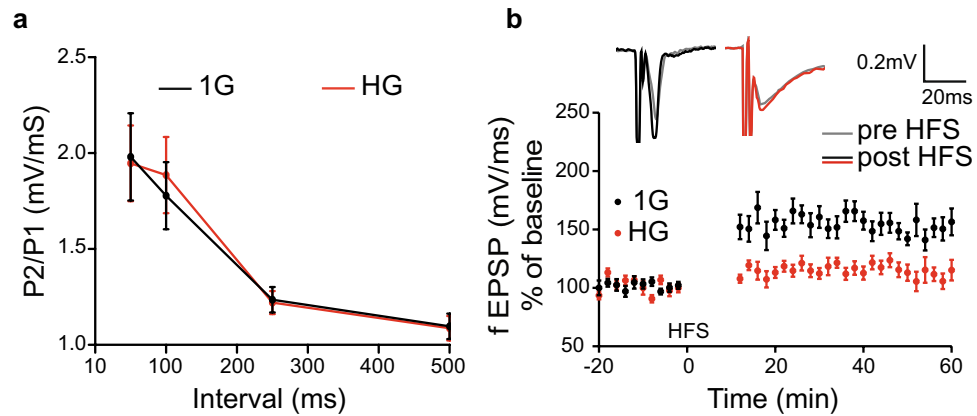 a
2.5
2.0
1.5
1.0
P2/P1 (mV/mS)
1G
HG
10
100
200
300
400
500
Interval (ms)
b
0.2mV
20ms
pre HFS
post HFS
f EPSP (mV/ms)
% of baseline
250
200
150
100
50
1G
HG
HFS
-20
0
20
40
60
Time (min)